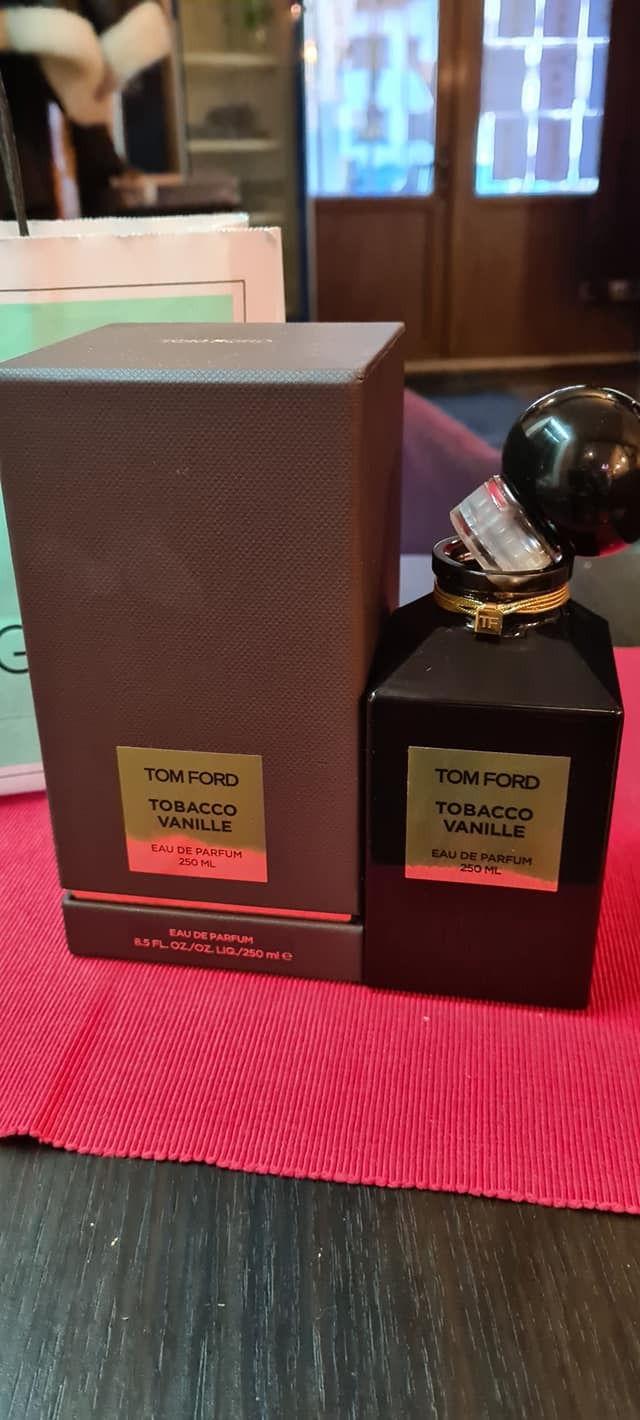 TOM FORD
TOM FORD
TOBACCO
VANILLE
EAU DE PARFUM
250 ML
EAU DE PARFUM
8.5 FL. OZ./OZ. LIQ./250 ml ℮
TF
TOM FORD
TOBACCO
VANILLE
EAU DE PARFUM
250 ML
G